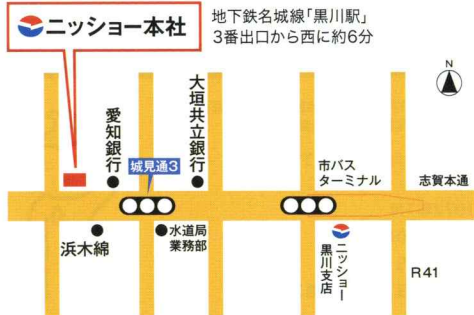 ニッショー本社
地下鉄名城線「黒川駅」
3番出口から西に約6分
N
愛知銀行
大垣共立銀行
城見通3
市バス
ターミナル
志賀本通
浜木綿
水道局
業務部
ニッショー
黒川支店
R41